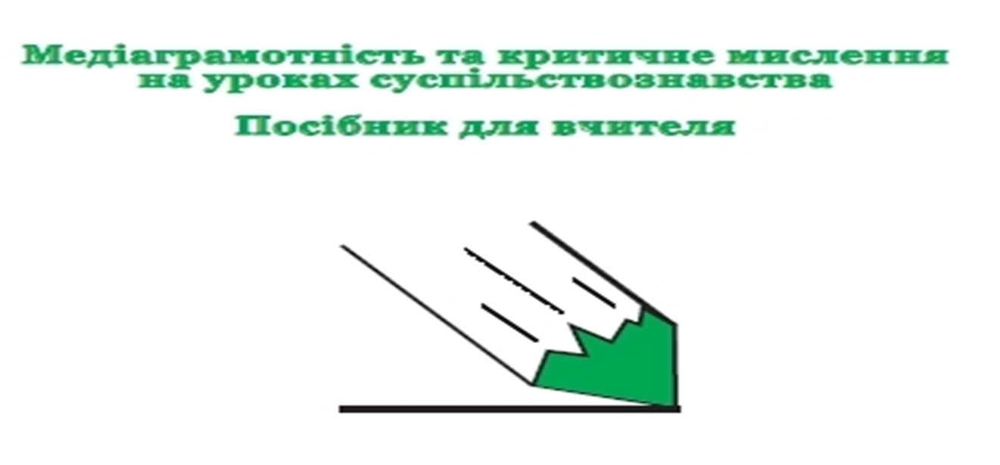 Медіаграмотність та критичне мислення
на уроках суспільствознавства
Посібник для вчителя